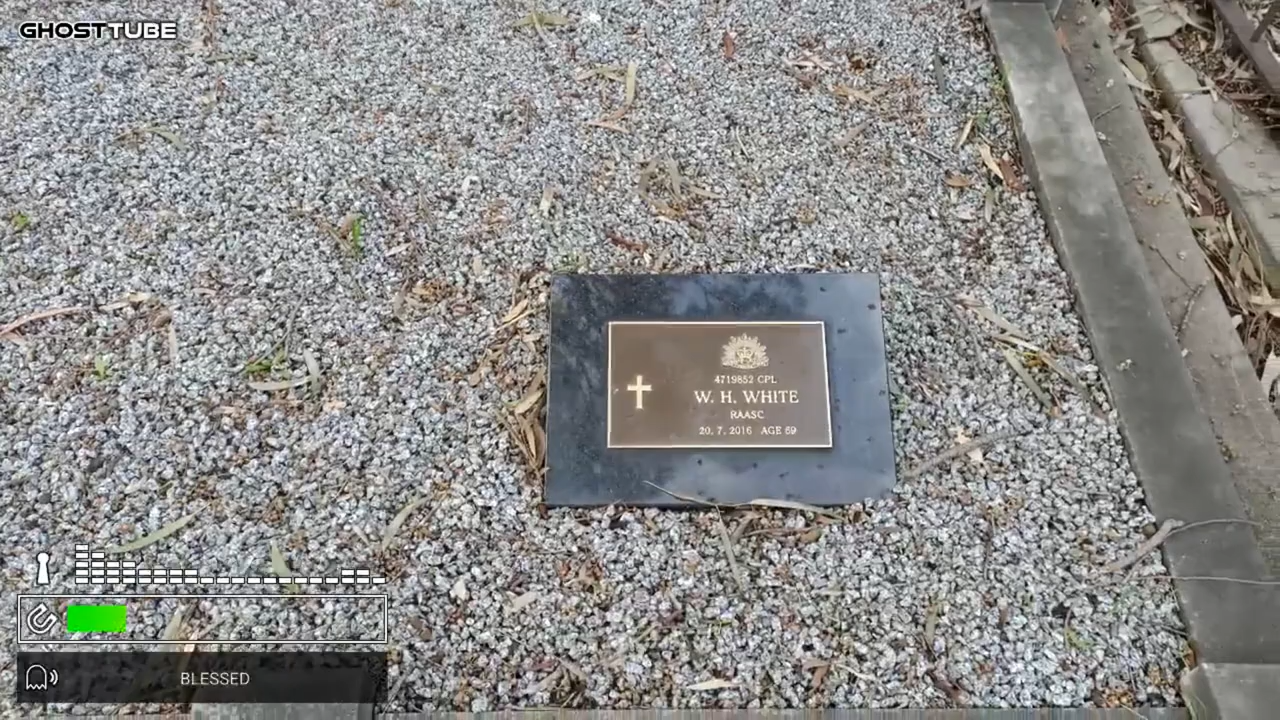 GHOSTTUBE
4719852 CPL
W. H. WHITE
RAASC
20. 7. 2016 AGE 69
BLESSED